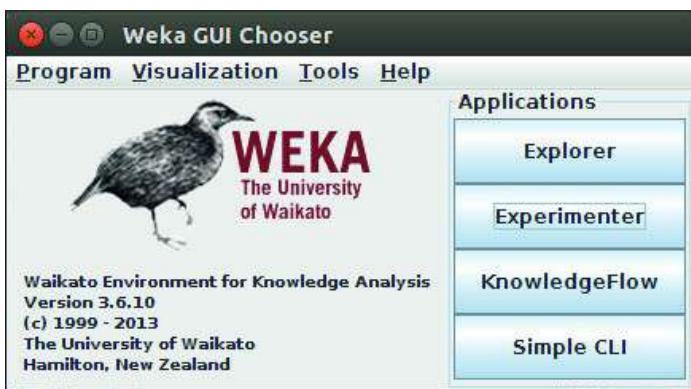 Weka GUI Chooser
Program Visualization Tools Help
WEKA
The University
of Waikato
Waikato Environment for Knowledge Analysis
Version 3.6.10
(c) 1999 - 2013
The University of Waikato
Hamilton, New Zealand
Applications
Explorer
Experimenter
KnowledgeFlow
Simple CLI